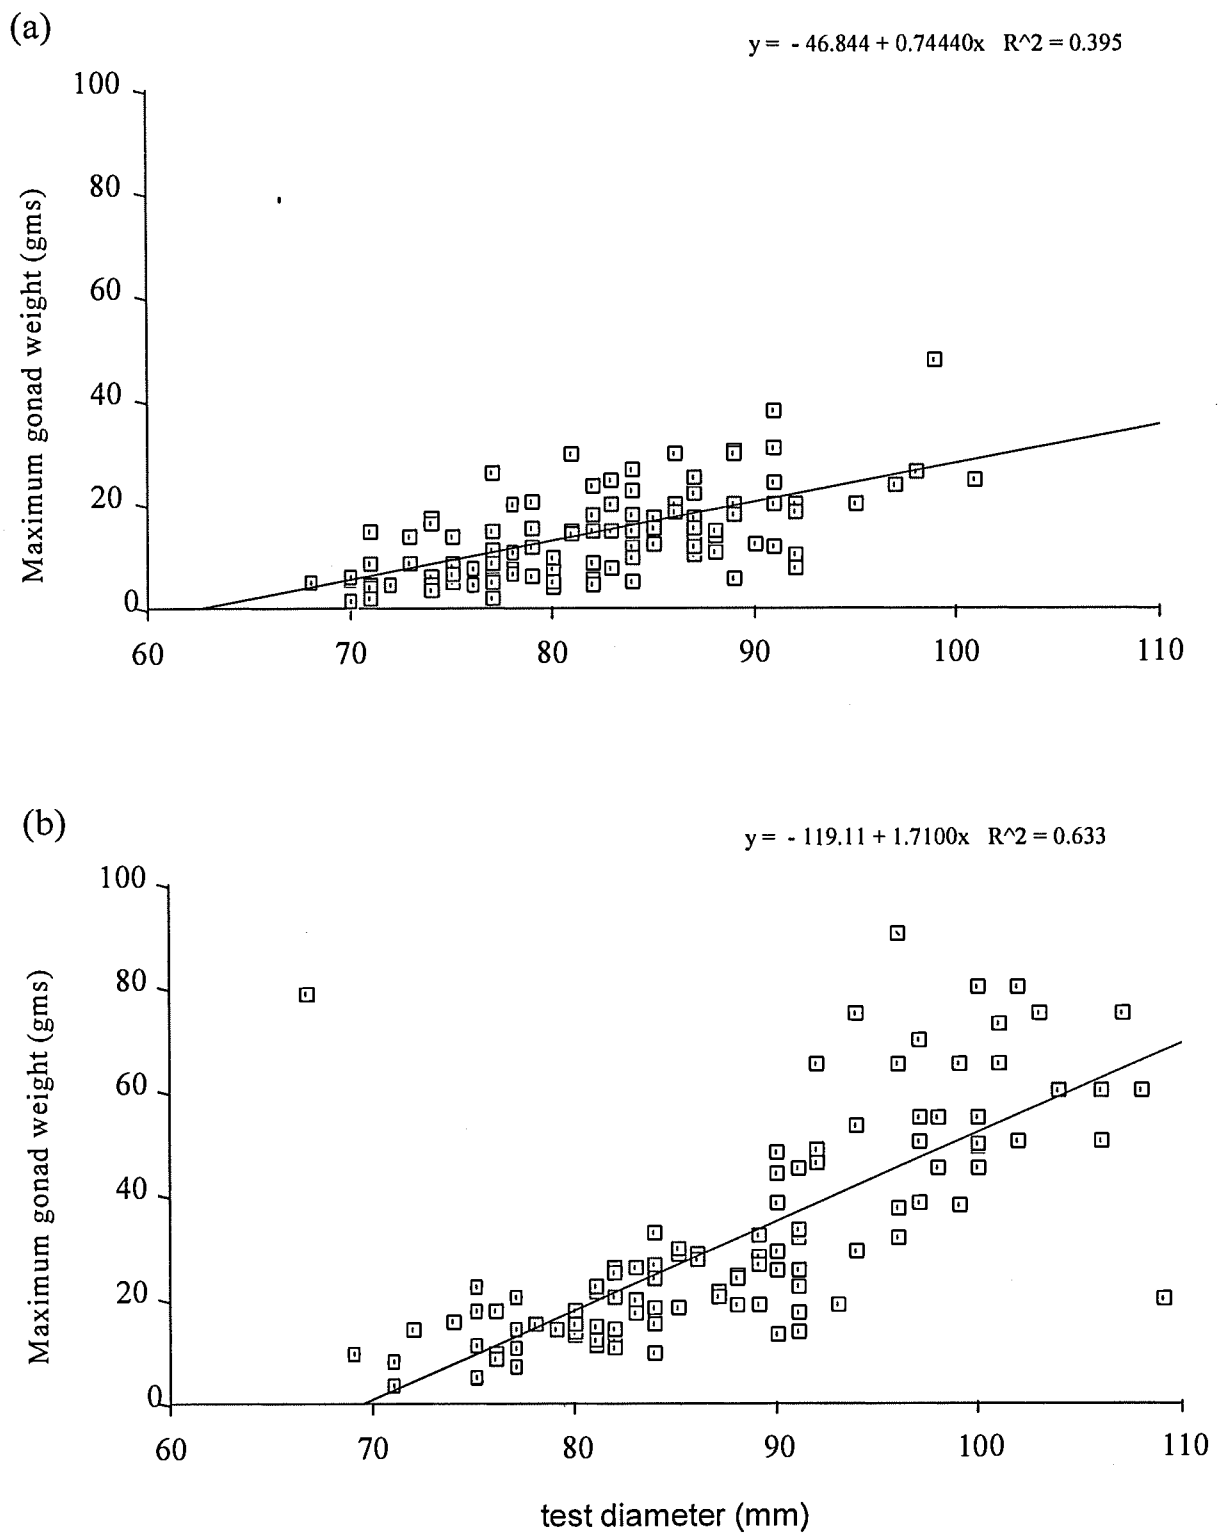 (a)
y = - 46.844 + 0.74440x R^2 = 0.395
100
80
60
40
20
0
Maximum gonad weight (gms)
60 70 80 90 100 110
(b)
y = - 119.11 + 1.7100x R^2 = 0.633
100
80
60
40
20
0
Maximum gonad weight (gms)
60 70 80 90 100 110
test diameter (mm)